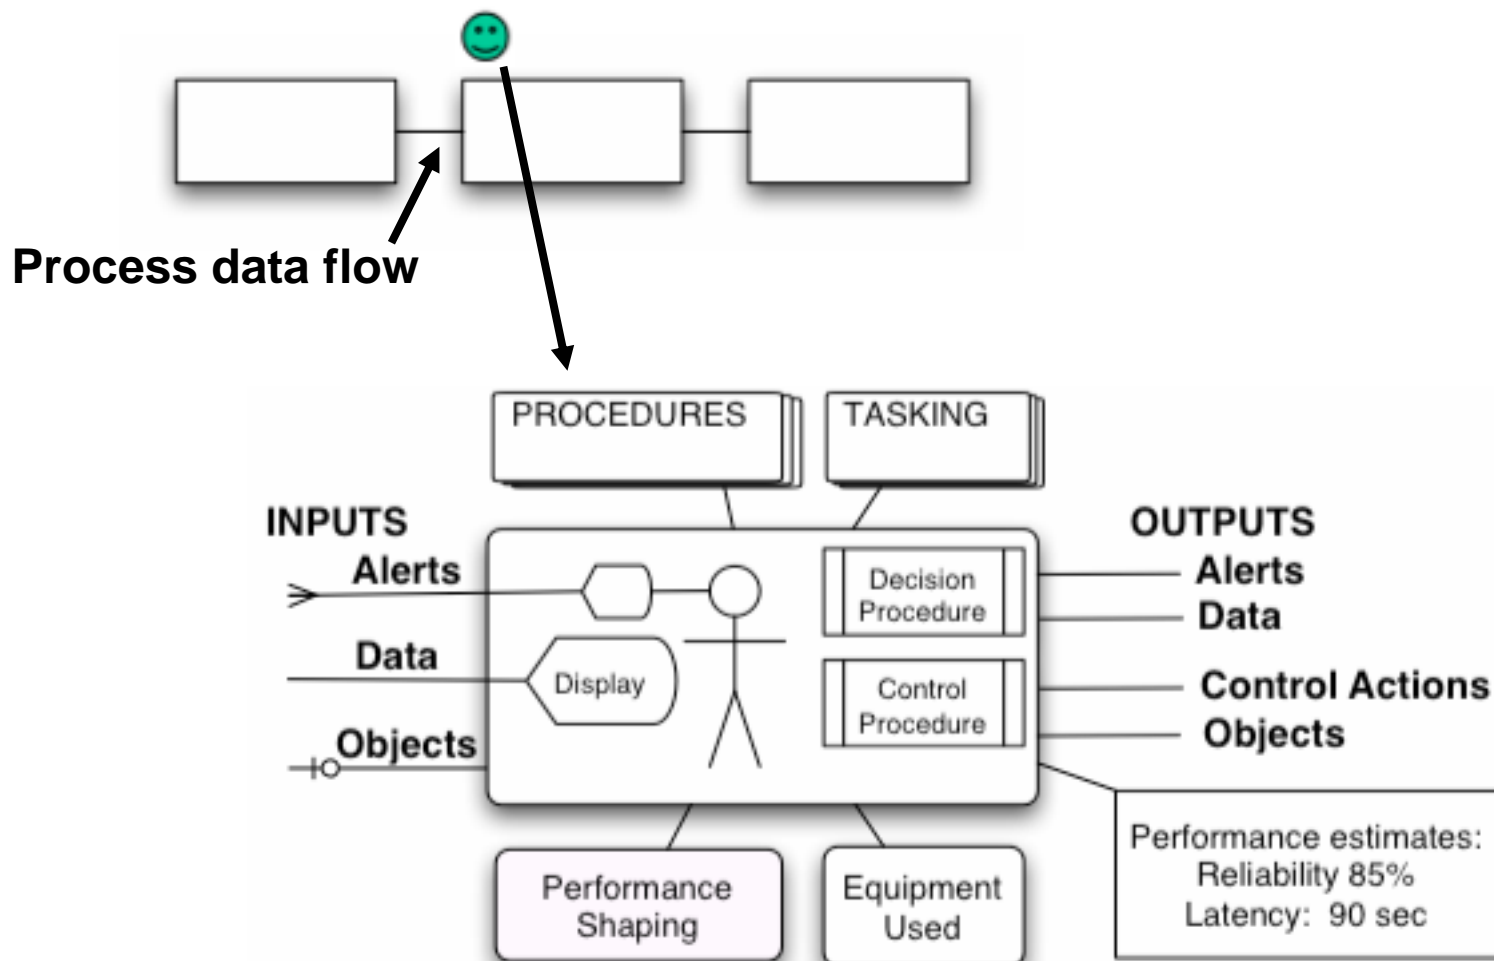 Process data flow
PROCEDURES
TASKING
INPUTS
OUTPUTS
Alerts
Data
Display
Objects
Decision
Procedure
Control
Procedure
Alerts
Data
Control Actions
Objects
Performance
Shaping
Equipment
Used
Performance estimates:
Reliability 85%
Latency: 90 sec